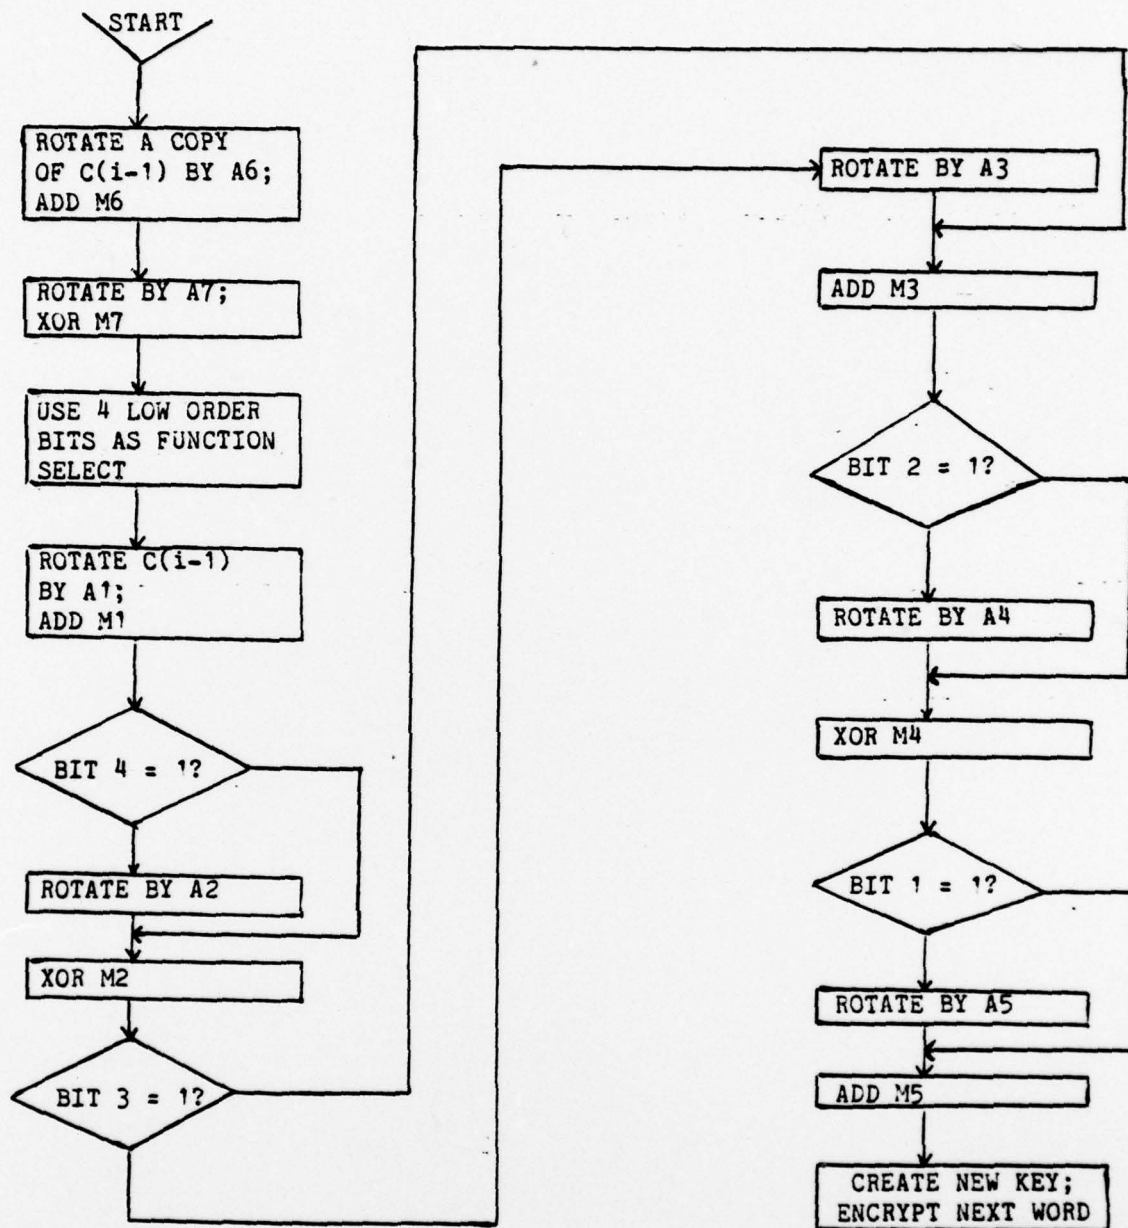 START
ROTATE A COPY
OF C(i-1) BY A6;
ADD M6
ROTATE BY A7;
XOR M7
USE 4 LOW ORDER
BITS AS FUNCTION
SELECT
ROTATE C(i-1)
BY A1;
ADD M1
BIT 4 = 1?
ROTATE BY A2
XOR M2
BIT 3 = 1?
ROTATE BY A3
ADD M3
BIT 2 = 1?
ROTATE BY A4
XOR M4
BIT 1 = 1?
ROTATE BY A5
ADD M5
CREATE NEW KEY;
ENCRYPT NEXT WORD